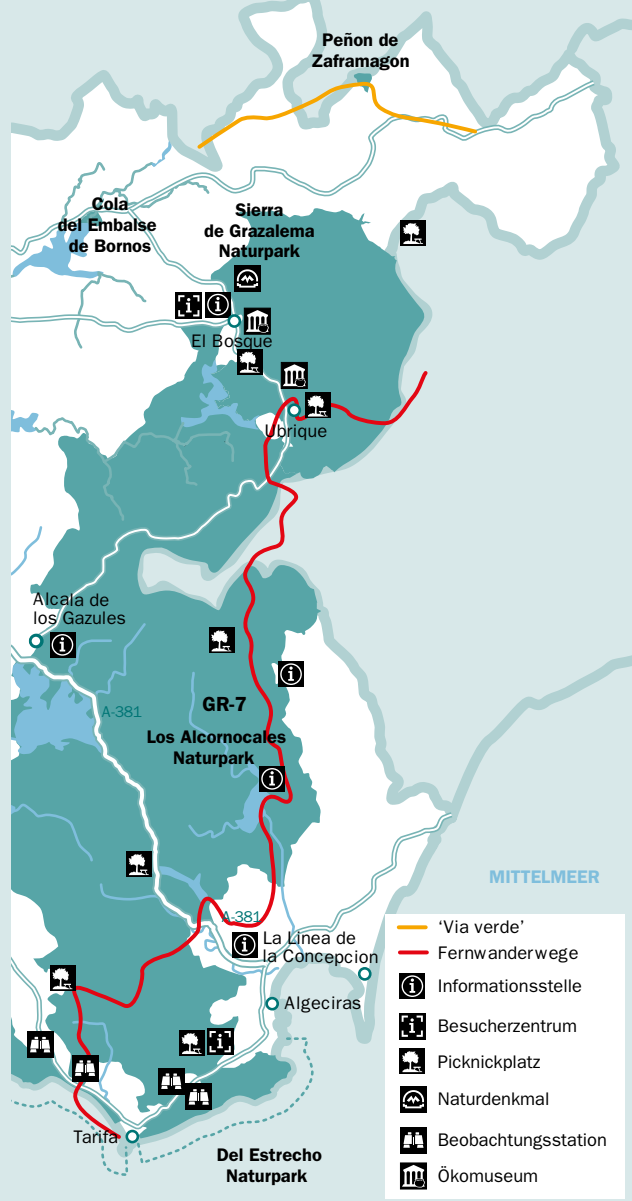 Peñon de
Zaframagon
Cola
del Embalse
de Bornos
Sierra
de Grazalema
Naturpark
El Bosque
Ubrique
Alcala de
los Gazules
A-381
GR-7
Los Alcornocales
Naturpark
MITTELMEER
A-381
La Linea de
la Concepcion
Algeciras
Tarifa
Del Estrecho
Naturpark
‘Via verde’
Fernwanderwege
Informationsstelle
Besucherzentrum
Picknickplatz
Naturdenkmal
Beobachtungsstation
Ökomuseum